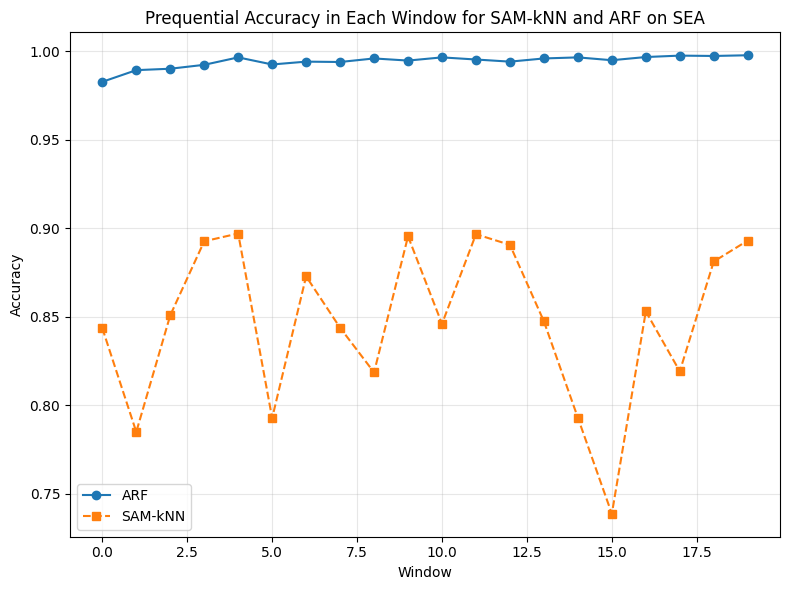 Prequential Accuracy in Each Window for SAM-kNN and ARF on SEA
1.00
0.95
0.90
0.85
0.80
0.75
Accuracy
ARF
SAM-kNN
0.0 2.5 5.0 7.5 10.0 12.5 15.0 17.5
Window